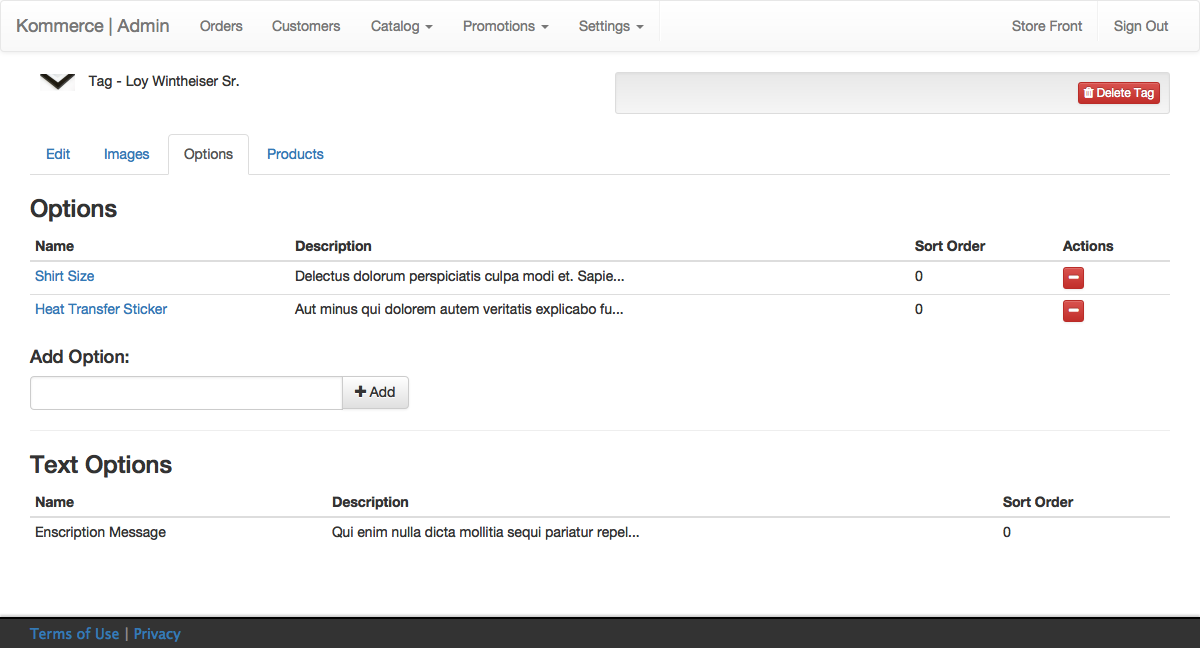 Kommerce | Admin Orders Customers Catalog Promotions Settings Store Front Sign Out
Tag - Loy Wintheiser Sr.
Delete Tag
Edit Images Options Products
Options
Name Description Sort Order Actions
Shirt Size Delectus dolorum perspiciatis culpa modi et. Sapie... 0
Heat Transfer Sticker Aut minus qui dolorem autem veritatis explicabo fu... 0
Add Option:
Add
Text Options
Name Description Sort Order
Enscription Message Qui enim nulla dicta mollitia sequi pariatur repel... 0
Terms of Use | Privacy